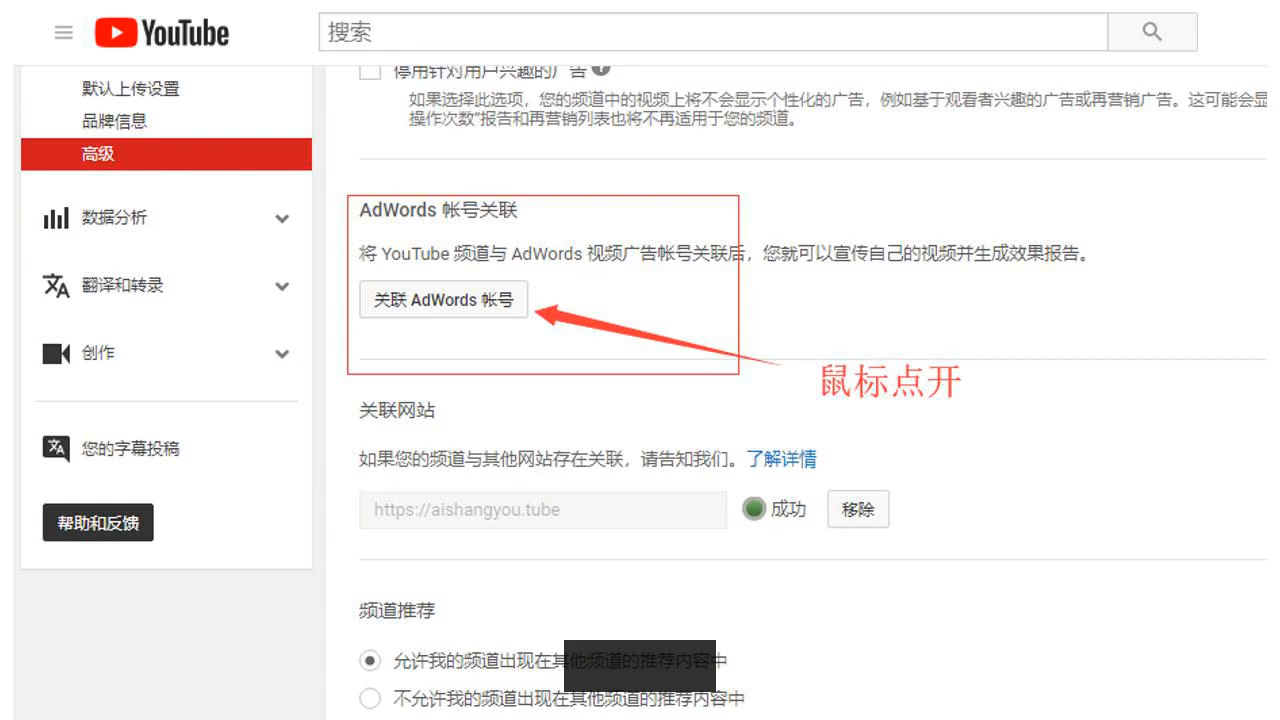 YouTube
搜索
默认上传设置
品牌信息
高级
数据分析
翻译和转录
创作
您的字幕投稿
帮助和反馈
停用针对用户兴趣的广告
如果选择此选项，您的频道中的视频上将不会显示个性化的广告，例如基于观看者兴趣的广告或再营销广告。这可能会显
操作次数”报告和再营销列表也将不再适用于您的频道。
AdWords 帐号关联
将 YouTube 频道与 AdWords 视频广告帐号关联后，您就可以宣传自己的视频并生成效果报告。
关联 AdWords 帐号
鼠标点开
关联网站
如果您的频道与其他网站存在关联，请告知我们。了解详情
https://aishangyou.tube
成功
移除
频道推荐
允许我的频道出现在其他频道的推荐内容中
不允许我的频道出现在其他频道的推荐内容中